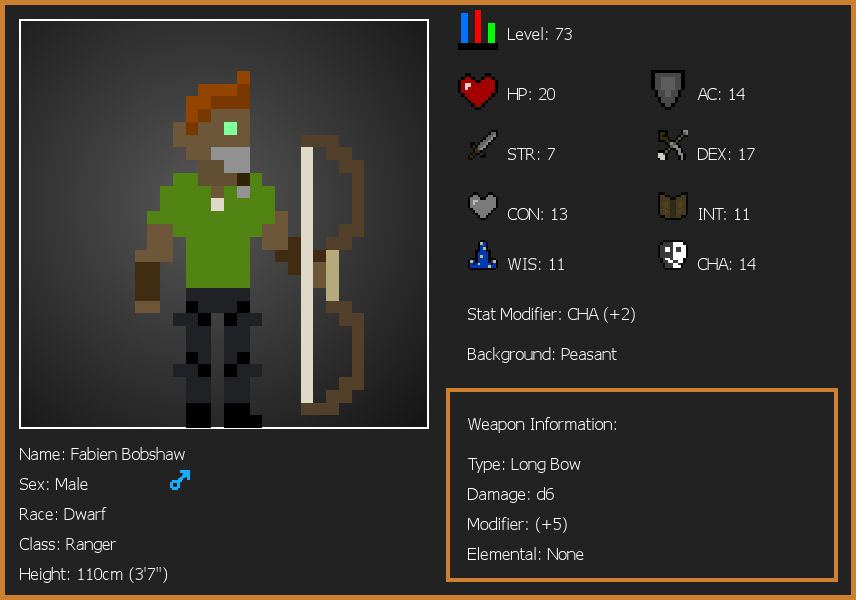 Level: 73
HP: 20
AC: 14
STR: 7
DEX: 17
CON: 13
INT: 11
WIS: 11
CHA: 14
Stat Modifier: CHA (+2)
Background: Peasant
Weapon Information:
Type: Long Bow
Damage: d6
Modifier: (+5)
Elemental: None
Name: Fabien Bobshaw
Sex: Male
Race: Dwarf
Class: Ranger
Height: 110cm (3'7")